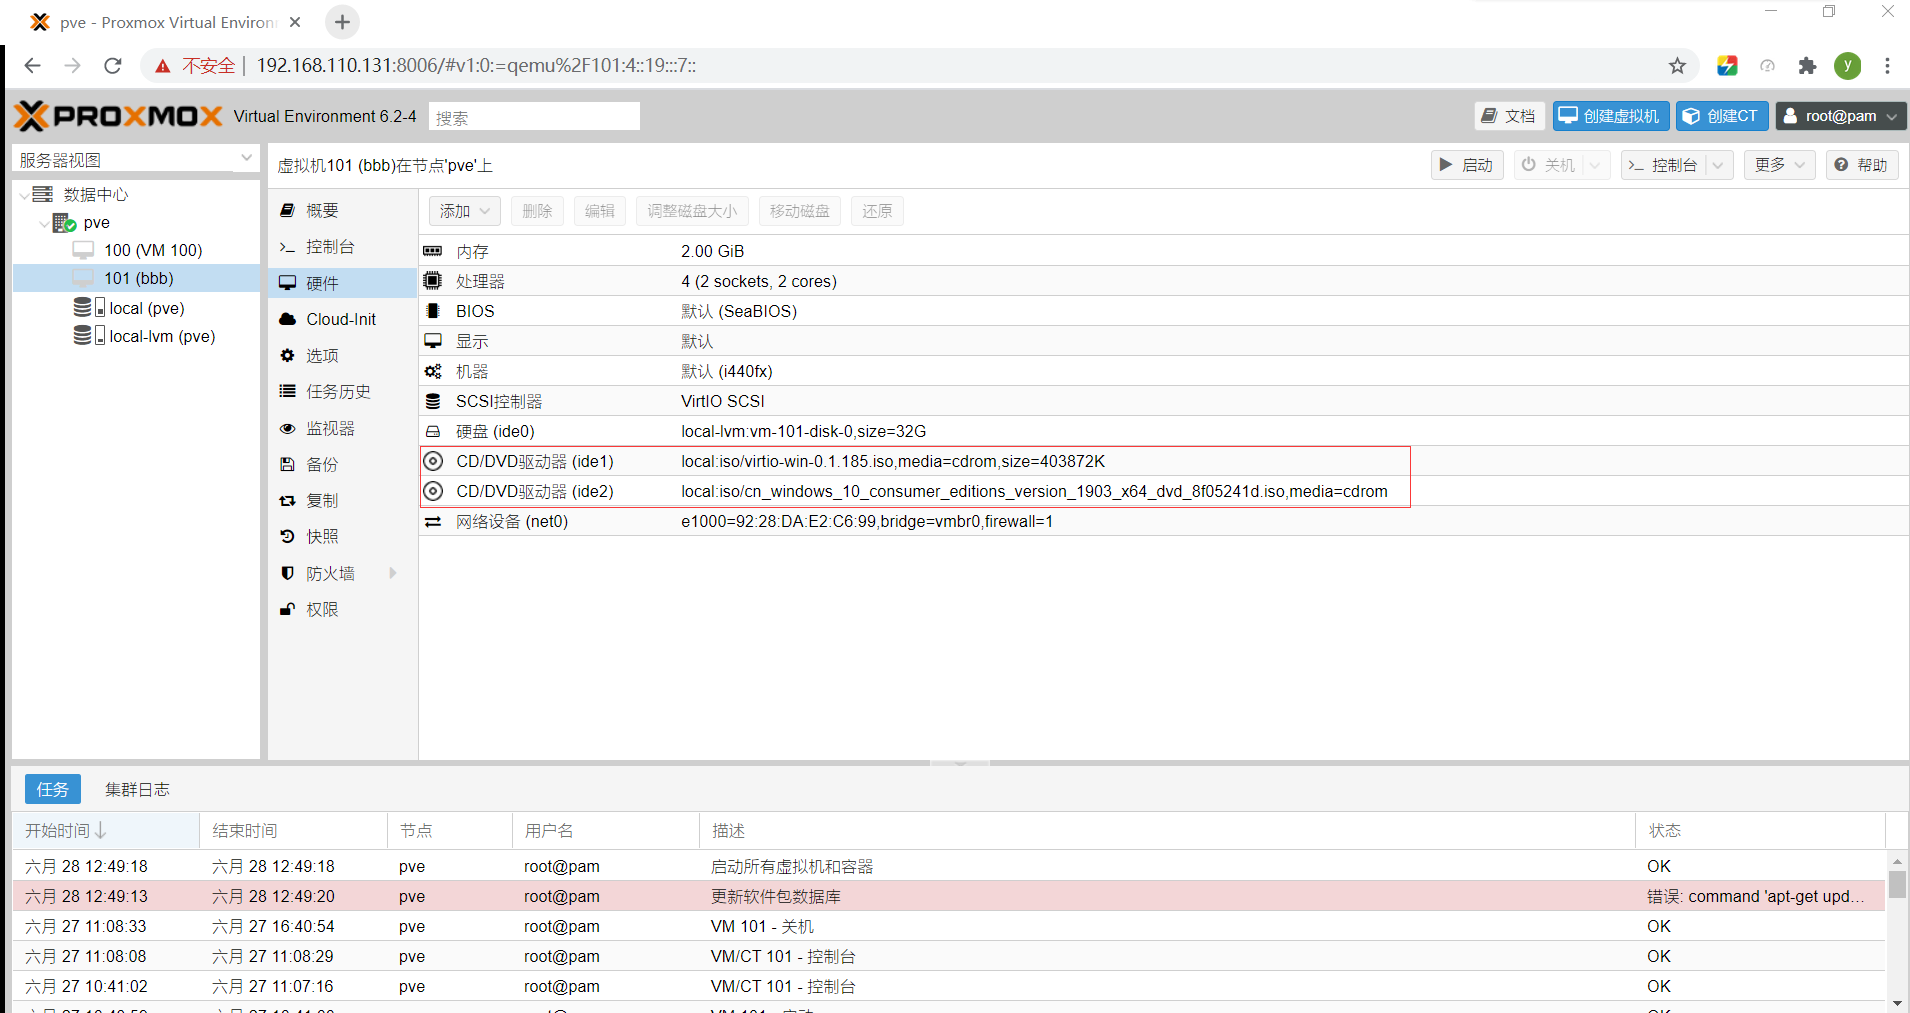 pve - Proxmox Virtual Environ
不安全 192.168.110.131:8006/#v1:0:=qemu%2F101:4::19:::7:: y
PROXMOX Virtual Environment 6.2-4 搜索 文档 创建虚拟机 创建CT root@pam
服务器视图 虚拟机101 (bbb)在节点'pve'上 启动 关机 控制台 更多 帮助
数据中心
pve
100 (VM 100)
101 (bbb)
local (pve)
local-lvm (pve)
概要
控制台
硬件
Cloud-Init
选项
任务历史
监视器
备份
复制
快照
防火墙
权限
添加 删除 编辑 调整磁盘大小 移动磁盘 还原
内存 2.00 GiB
处理器 4 (2 sockets, 2 cores)
BIOS 默认 (SeaBIOS)
显示 默认
机器 默认 (i440fx)
SCSI控制器 VirtIO SCSI
硬盘 (ide0) local-lvm:vm-101-disk-0,size=32G
CD/DVD驱动器 (ide1) local:iso/virtio-win-0.1.185.iso,media=cdrom,size=403872K
CD/DVD驱动器 (ide2) local:iso/cn_windows_10_consumer_editions_version_1903_x64_dvd_8f05241d.iso,media=cdrom
网络设备 (net0) e1000=92:28:DA:E2:C6:99,bridge=vmbr0,firewall=1
任务 集群日志
开始时间 结束时间 节点 用户名 描述 状态
六月 28 12:49:18 六月 28 12:49:18 pve root@pam 启动所有虚拟机和容器 OK
六月 28 12:49:13 六月 28 12:49:20 pve root@pam 更新软件包数据库 错误: command 'apt-get upd...
六月 27 11:08:33 六月 27 16:40:54 pve root@pam VM 101 - 关机 OK
六月 27 11:08:08 六月 27 11:08:29 pve root@pam VM/CT 101 - 控制台 OK
六月 27 10:41:02 六月 27 11:07:16 pve root@pam VM/CT 101 - 控制台 OK